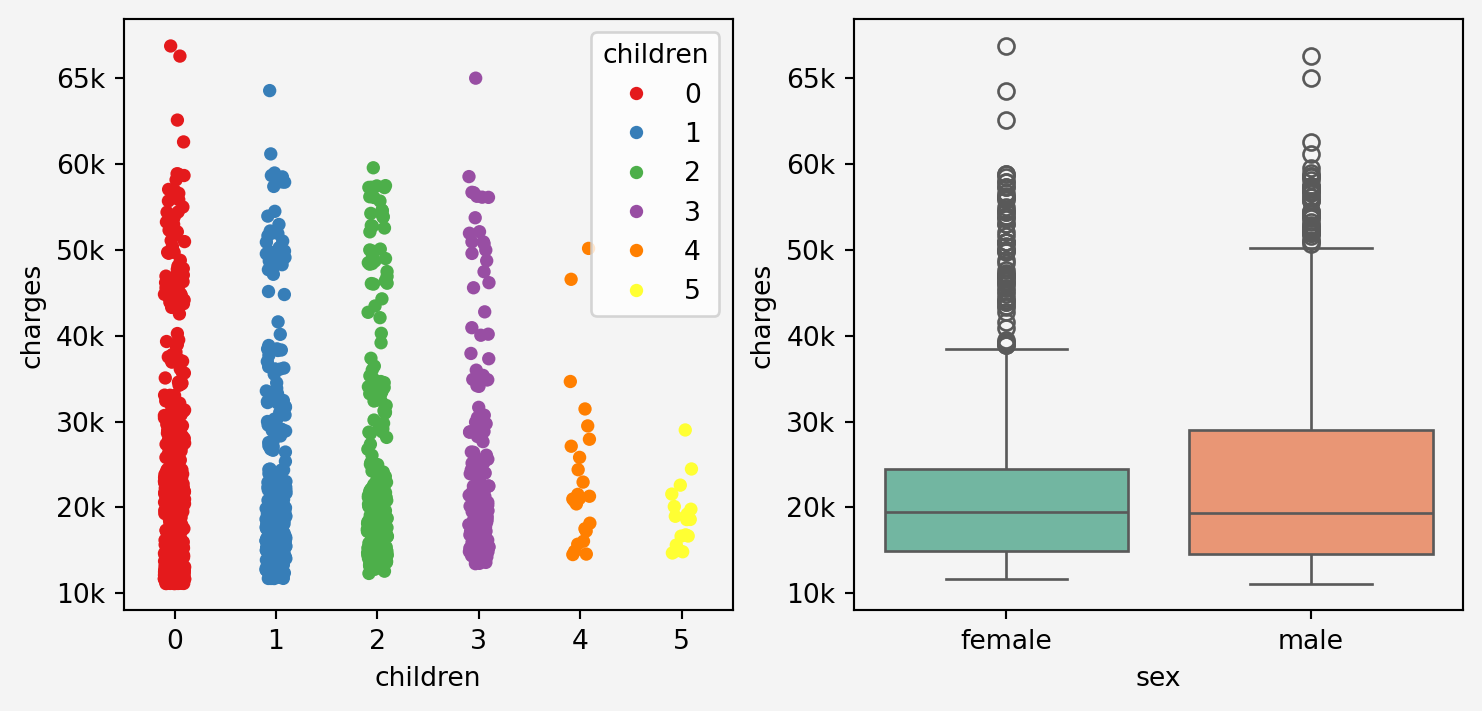 charges
65k
60k
50k
40k
30k
20k
10k
0 1 2 3 4 5
children
children
0
1
2
3
4
5
charges
65k
60k
50k
40k
30k
20k
10k
female male
sex